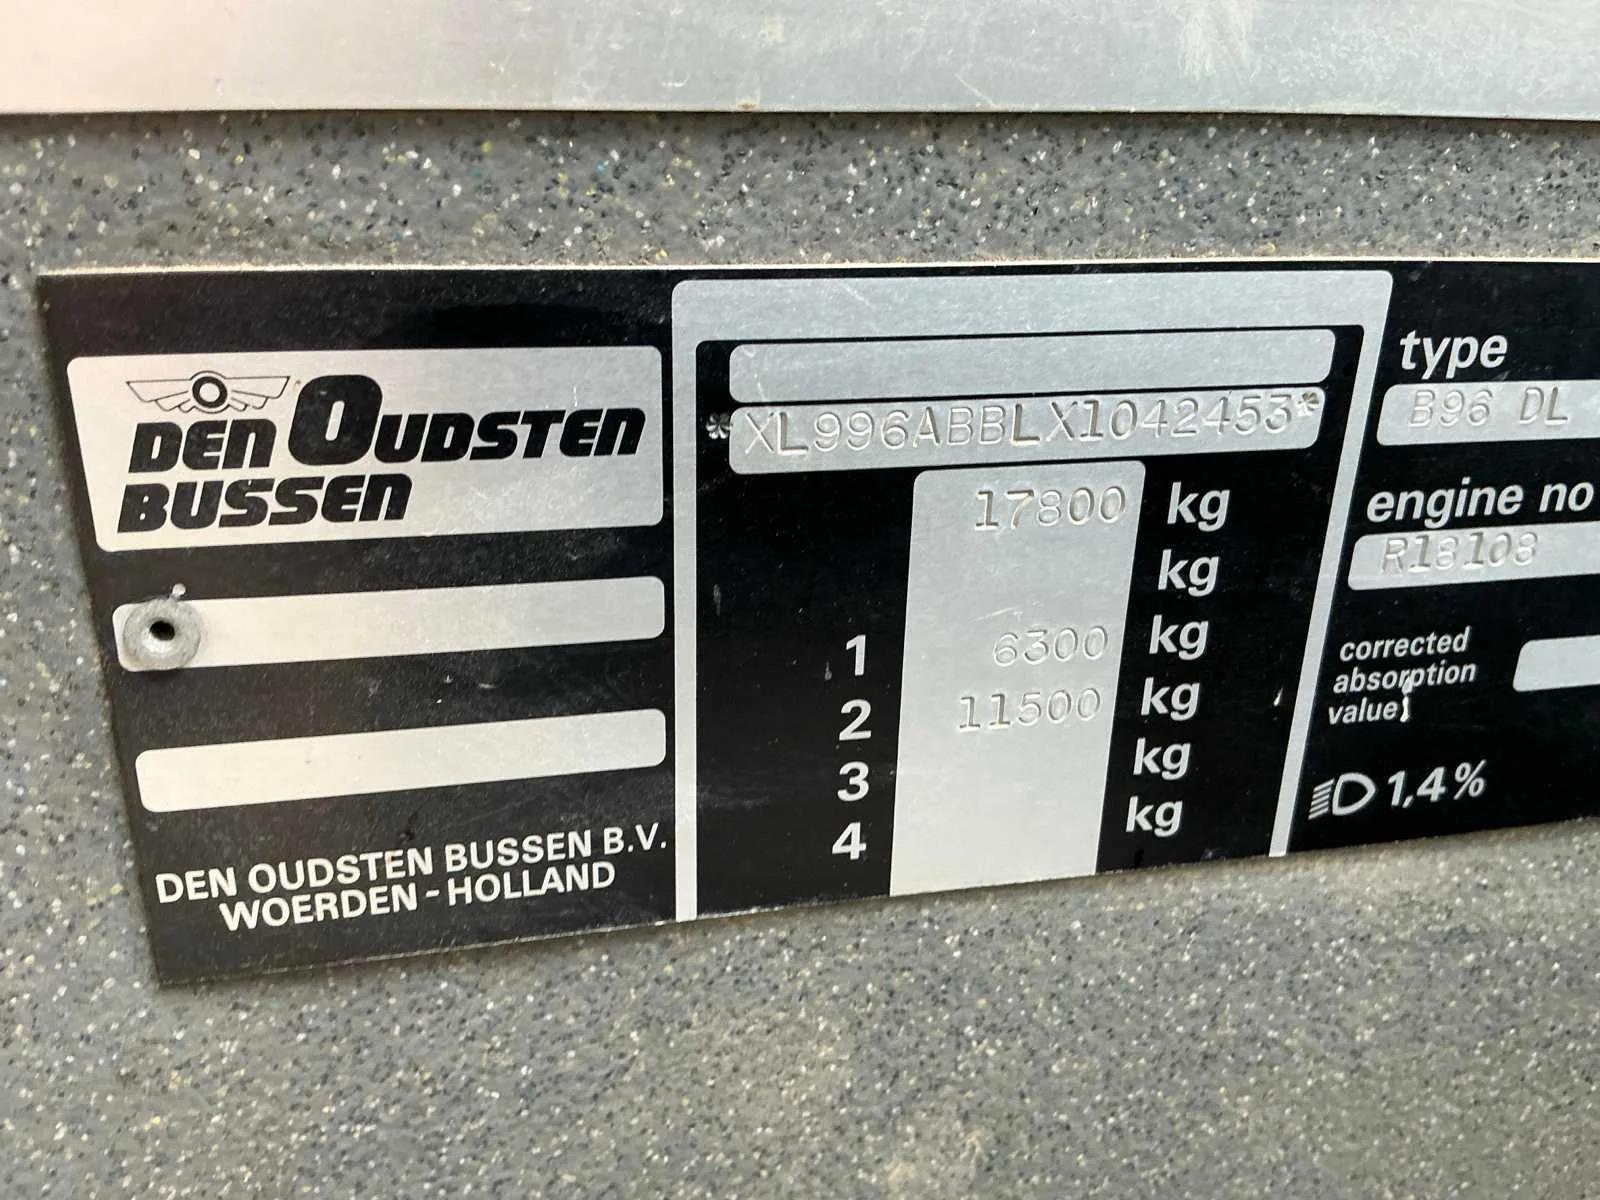 DEN OUDSTEN
BUSSEN
DEN OUDSTEN BUSSEN B.V.
WOERDEN - HOLLAND
*XL996ABBLX1042453*
17800 kg
kg
1 6300 kg
2 11500 kg
3 kg
4 kg
type
B96 DL
engine no
R18108
corrected
absorption
value
1,4%